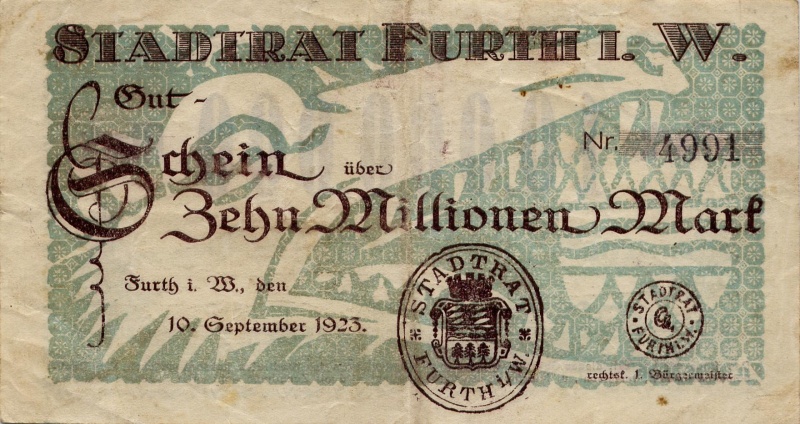 STADTRAT FURTH I. W.
Gut-
Nr. 4991
Schein über
Zehn Millionen Mark
Furth i. W., den
10. September 1923.
STADTRAT
FURTH i/W.
STADTRAT
FURTH i.W.
rechtsk. 1. Bürgermeister